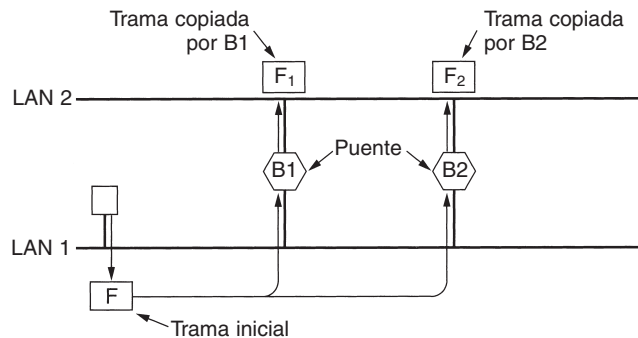 Trama copiada
por B1
Trama copiada
por B2
F₁
F₂
LAN 2
Puente
B1
B2
LAN 1
F
Trama inicial